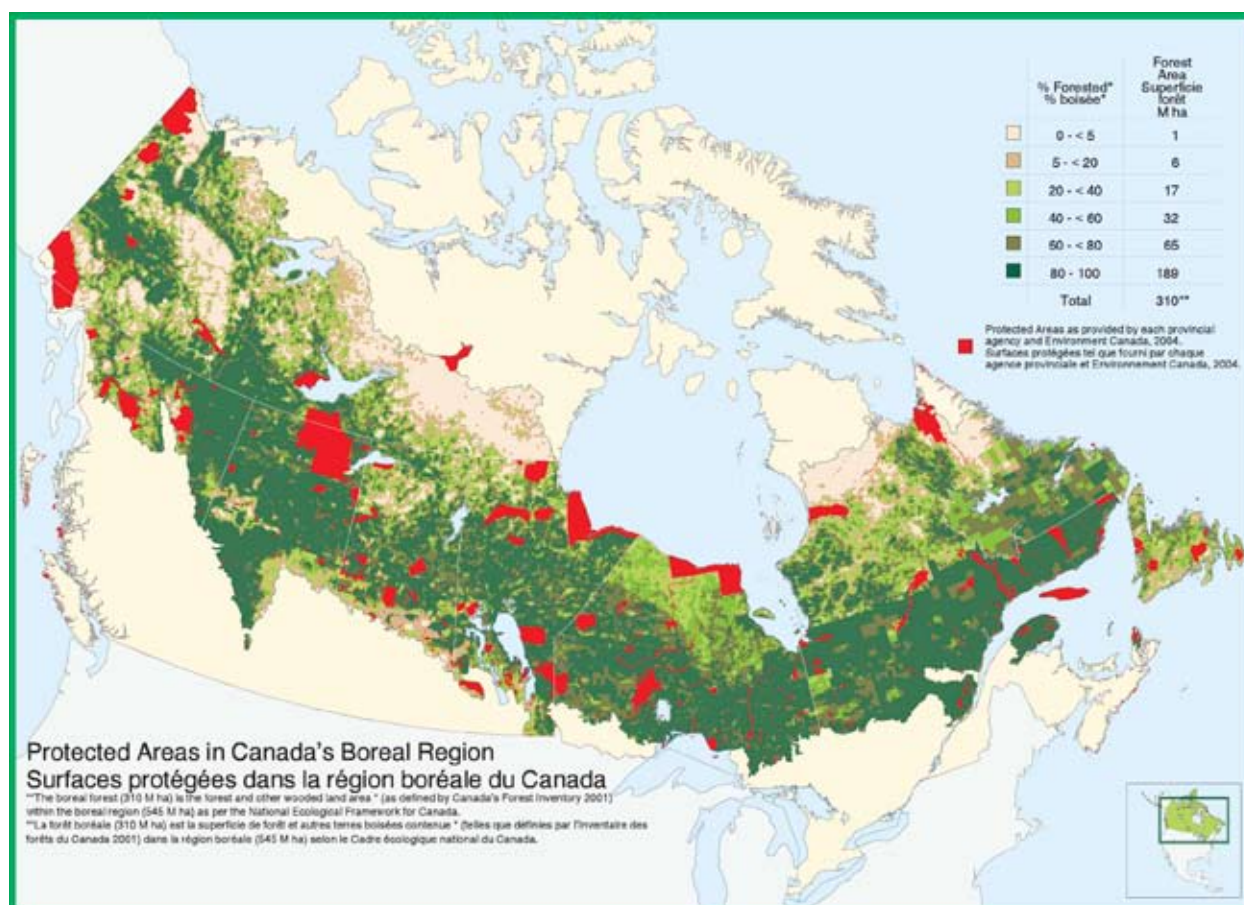 % Forested*
% boisée*
Forest
Area
Superficie
forêt
M ha
0 - < 5 1
5 - < 20 6
20 - < 40 17
40 - < 60 32
60 - < 80 65
80 - 100 189
Total 310**
Protected Areas as provided by each provincial
agency and Environment Canada, 2004.
Surfaces protégées tel que fourni par chaque
agence provinciale et Environnement Canada, 2004.
Protected Areas in Canada's Boreal Region
Surfaces protégées dans la région boréale du Canada
**The boreal forest (310 M ha) is the forest and other wooded land area * (as defined by Canada's Forest Inventory 2001)
within the boreal region (545 M ha) as per the National Ecological Framework for Canada.
**La forêt boréale (310 M ha) est la superficie de forêt et autres terres boisées contenue * (telles que définies par l'inventaire des
forêts du Canada 2001) dans la région boréale (545 M ha) selon le Cadre écologique national du Canada.